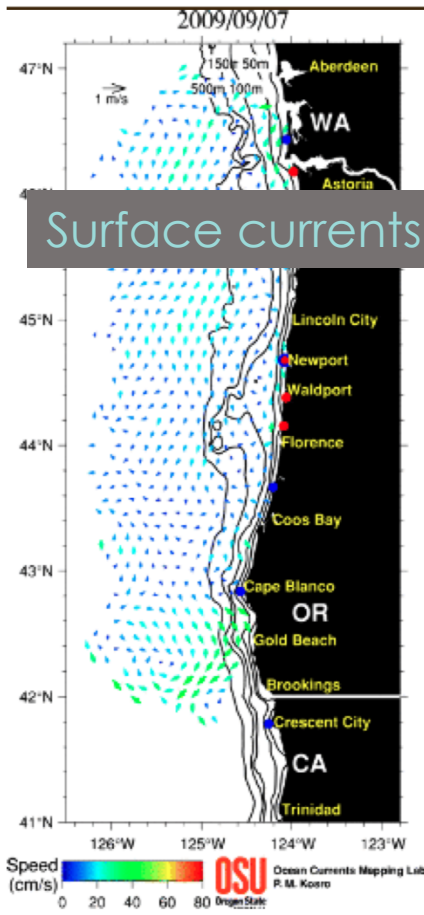 2009/09/07
47°N
150m 50m
500m 100m
1 m/s
Aberdeen
WA
Astoria
Surface currents
45°N
Lincoln City
Newport
Waldport
44°N
Florence
Coos Bay
43°N
Cape Blanco
OR
Gold Beach
42°N
Brookings
Crescent City
CA
41°N
Trinidad
126°W 125°W 124°W 123°W
Speed
(cm/s)
0 20 40 60 80
OSU
Oregon State
Ocean Currents Mapping Lab
P. M. Kosro